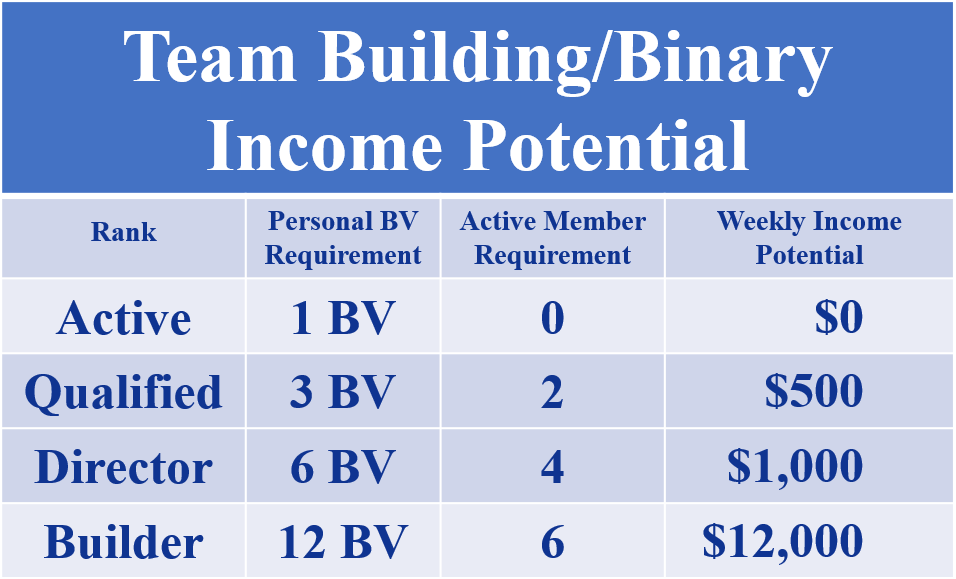 Team Building/Binary
Income Potential
Rank
Personal BV
Requirement
Active Member
Requirement
Weekly Income
Potential
Active 1 BV 0 $0
Qualified 3 BV 2 $500
Director 6 BV 4 $1,000
Builder 12 BV 6 $12,000